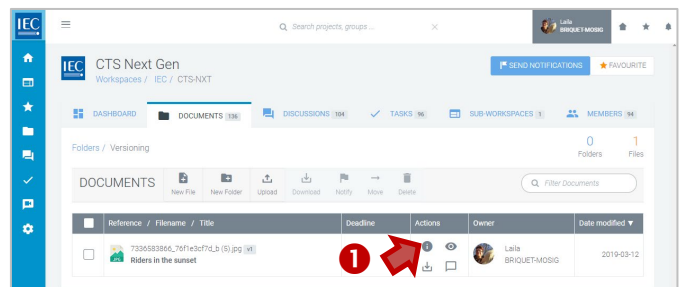 IEC
Search projects, groups ...
Laila
BRIQUET-MOSIG
IEC
CTS Next Gen
Workspaces / IEC / CTS-NXT
SEND NOTIFICATIONS
FAVOURITE
DASHBOARD
DOCUMENTS 136
DISCUSSIONS 104
TASKS 96
SUB-WORKSPACES 1
MEMBERS 94
Folders / Versioning
0
Folders
1
Files
DOCUMENTS
New File
New Folder
Upload
Download
Notify
Move
Delete
Filter Documents
Reference / Filename / Title
Deadline
Actions
Owner
Date modified ▼
JPG
7336583866_76f1e3cf7d_b (5).jpg v1
Riders in the sunset
1
Laila
BRIQUET-MOSIG
2019-03-12